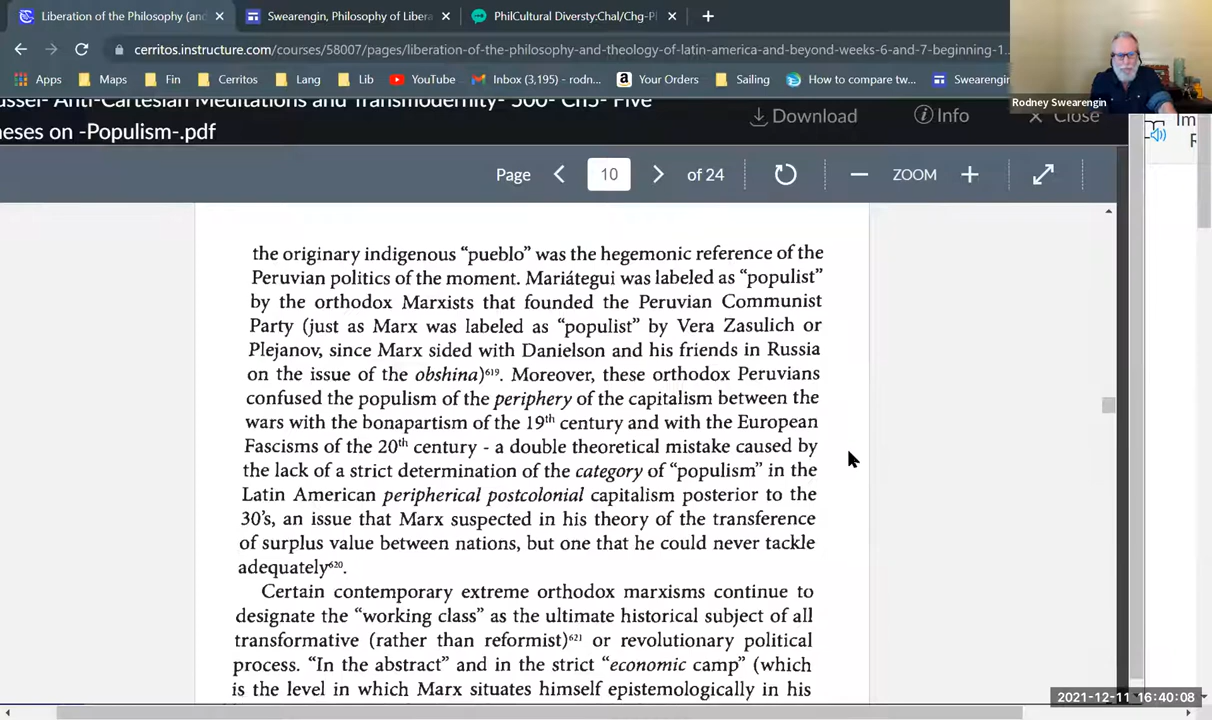 Liberation of the Philosophy (an
Swearengin, Philosophy of Libera
PhilCultural Diversty:Chal/Chg-P
cerritos.instructure.com/courses/58007/pages/liberation-of-the-philosophy-and-theology-of-latin-america-and-beyond-weeks-6-and-7-beginning-1...
Apps
Maps
Fin
Cerritos
Lang
Lib
YouTube
Inbox (3,195) - rodn...
Your Orders
Sailing
How to compare tw...
Swearengin
Rodney Swearengin
ussel- Anti-Cartesian Meditations and Transmodernity- 500- Ch5- Five
heses on -Populism-.pdf
Download
Info
Close
Im
R
Page
10
of 24
ZOOM
the originary indigenous “pueblo” was the hegemonic reference of the
Peruvian politics of the moment. Mariátegui was labeled as “populist”
by the orthodox Marxists that founded the Peruvian Communist
Party (just as Marx was labeled as “populist” by Vera Zasulich or
Plejanov, since Marx sided with Danielson and his friends in Russia
on the issue of the obshina)⁶¹⁹. Moreover, these orthodox Peruvians
confused the populism of the periphery of the capitalism between the
wars with the bonapartism of the 19th century and with the European
Fascisms of the 20th century - a double theoretical mistake caused by
the lack of a strict determination of the category of “populism” in the
Latin American peripherical postcolonial capitalism posterior to the
30’s, an issue that Marx suspected in his theory of the transference
of surplus value between nations, but one that he could never tackle
adequately⁶²⁰.
Certain contemporary extreme orthodox marxisms continue to
designate the “working class” as the ultimate historical subject of all
transformative (rather than reformist)⁶²¹ or revolutionary political
process. “In the abstract” and in the strict “economic camp” (which
is the level in which Marx situates himself epistemologically in his
2021-12-11 16:40:08